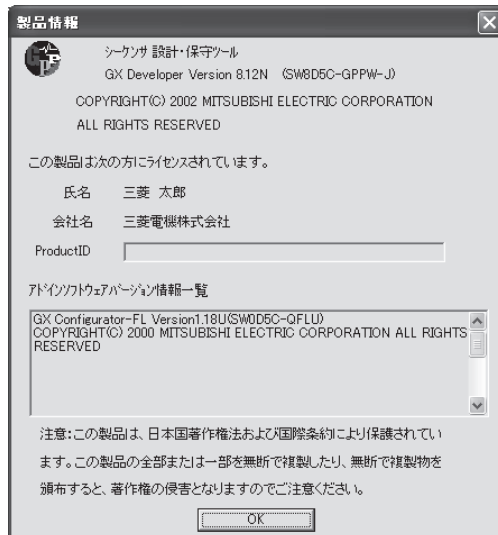 製品情報
GPP
シーケンサ 設計・保守ツール
GX Developer Version 8.12N (SW8D5C-GPPW-J)
COPYRIGHT(C) 2002 MITSUBISHI ELECTRIC CORPORATION
ALL RIGHTS RESERVED
この製品は次の方にライセンスされています。
氏名 三菱 太郎
会社名 三菱電機株式会社
ProductID
アドインソフトウェアバージョン情報一覧
GX Configurator-FL Version1.18U(SW0D5C-QFLU)
COPYRIGHT(C) 2000 MITSUBISHI ELECTRIC CORPORATION ALL RIGHTS
RESERVED
注意:この製品は、日本国著作権法および国際条約により保護されてい
ます。この製品の全部または一部を無断で複製したり、無断で複製物を
頒布すると、著作権の侵害となりますのでご注意ください。
OK